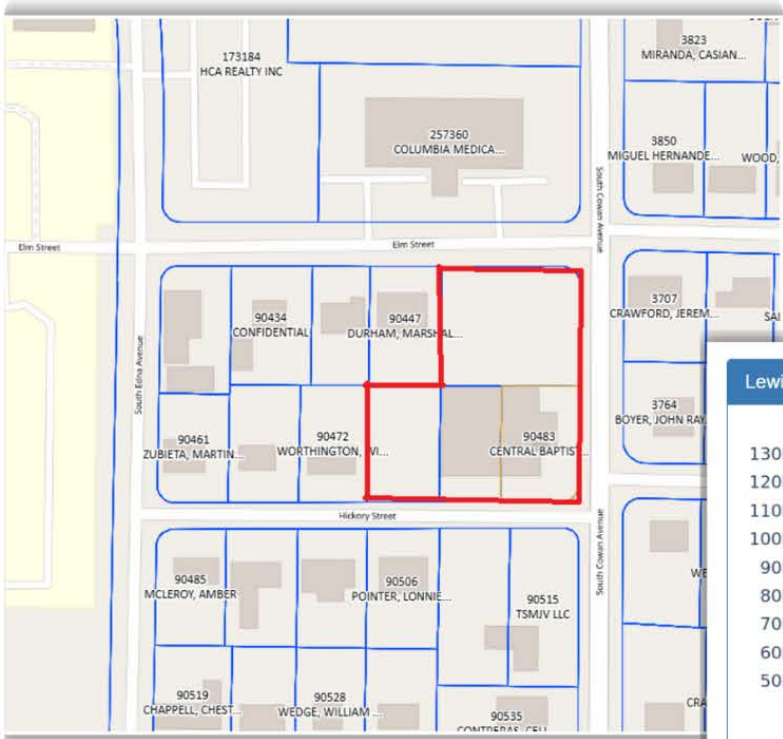 173184
HCA REALTY INC
3823
MIRANDA, CASIAN...
257360
COLUMBIA MEDICA...
3850
MIGUEL HERNANDE...
WOOD,
South Cowan Avenue
Elm Street
Elm Street
90434
CONFIDENTIAL
90447
DURHAM, MARSHAL...
3707
CRAWFORD, JEREM...
SAI
South Edna Avenue
Lewi
90461
ZUBIETA, MARTIN...
90472
WORTHINGTON, WI...
90483
CENTRAL BAPTIST...
3764
BOYER, JOHN RAY
130
120
110
100
90
80
70
60
50
Hickory Street
South Cowan Avenue
90485
MCLEROY, AMBER
90506
POINTER, LONNIE...
90515
TSMJV LLC
WE
90519
CHAPPELL, CHEST...
90528
WEDGE, WILLIAM ...
90535
CRA